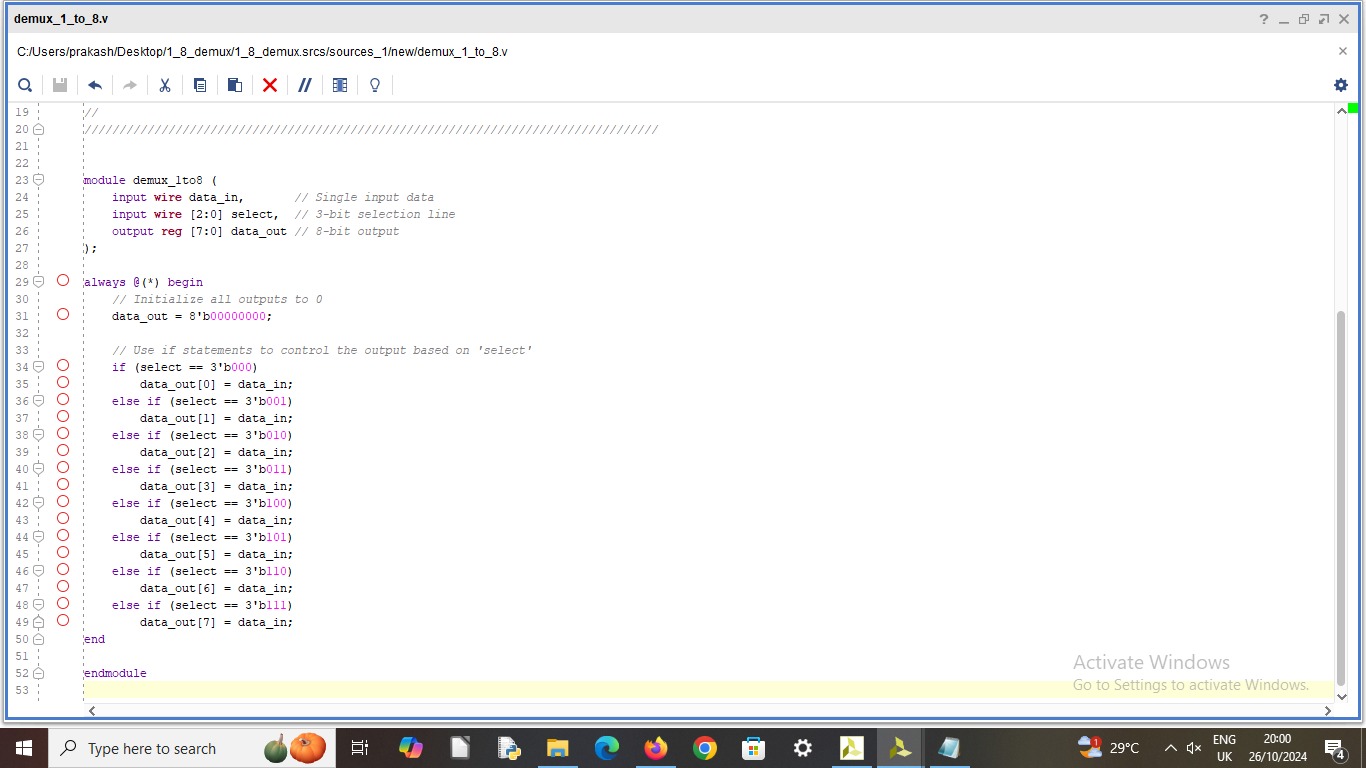 demux_1_to_8.v
C:/Users/prakash/Desktop/1_8_demux/1_8_demux.srcs/sources_1/new/demux_1_to_8.v
19 //
20 //////////////////////////////////////////////////////////////////////////////////
21
22
23 module demux_1to8 (
24     input wire data_in,       // Single input data
25     input wire [2:0] select,  // 3-bit selection line
26     output reg [7:0] data_out // 8-bit output
27 );
28
29 always @(*) begin
30     // Initialize all outputs to 0
31     data_out = 8'b00000000;
32
33     // Use if statements to control the output based on 'select'
34     if (select == 3'b000)
35         data_out[0] = data_in;
36     else if (select == 3'b001)
37         data_out[1] = data_in;
38     else if (select == 3'b010)
39         data_out[2] = data_in;
40     else if (select == 3'b011)
41         data_out[3] = data_in;
42     else if (select == 3'b100)
43         data_out[4] = data_in;
44     else if (select == 3'b101)
45         data_out[5] = data_in;
46     else if (select == 3'b110)
47         data_out[6] = data_in;
48     else if (select == 3'b111)
49         data_out[7] = data_in;
50 end
51
52 endmodule
53
Activate Windows
Go to Settings to activate Windows.
Type here to search
1
29°C
ENG
UK
20:00
26/10/2024
4